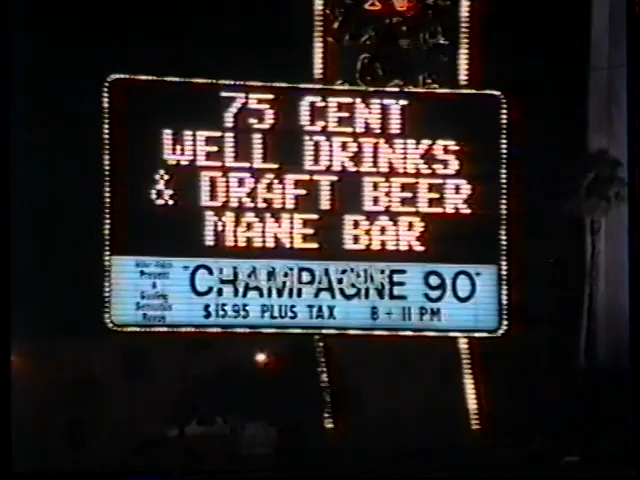 75 CENT
WELL DRINKS
& DRAFT BEER
MANE BAR
"CHAMPAGNE 90"
$15.95 PLUS TAX 8 + 11 PM